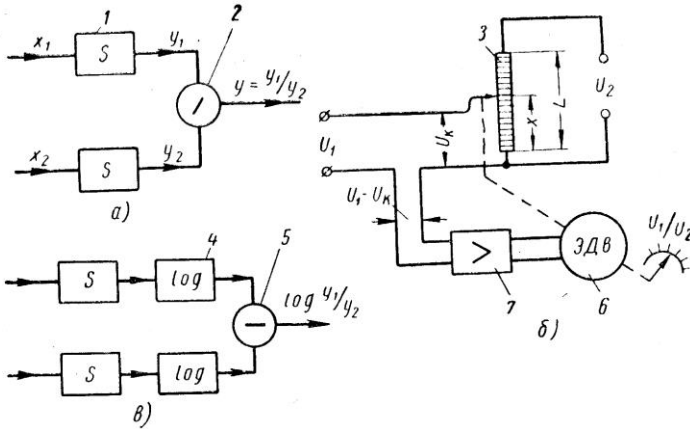 1
x₁
S
y₁
2
/
y = y₁/y₂
x₂
S
y₂
а)
3
L
x
U₂
U₁
Uк
U₁-Uк
>
7
ЭДВ
6
U₁/U₂
б)
S
log
4
5
–
log y₁/y₂
S
log
в)